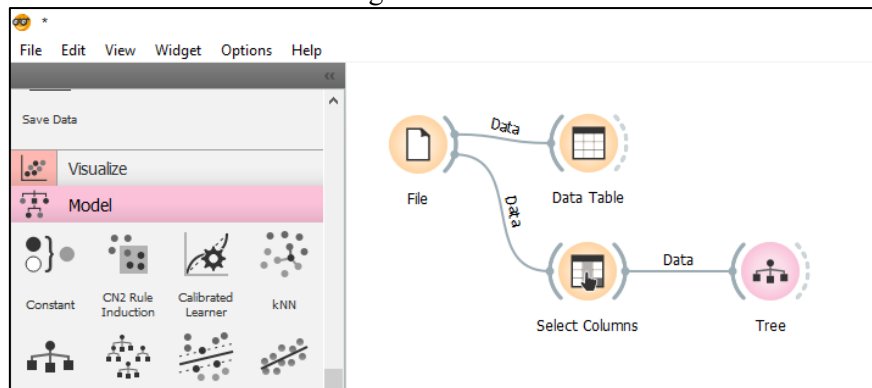 *
File Edit View Widget Options Help
<<
Save Data
Visualize
Model
Constant
CN2 Rule
Induction
Calibrated
Learner
kNN
Data
File
Data Table
Data
Data
Select Columns
Tree